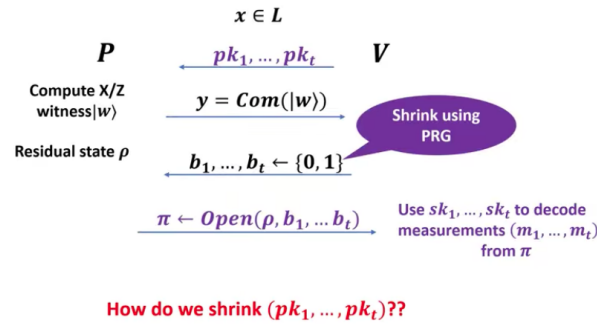 x ∈ L
P
pk₁, … , pkₜ
V
Compute X/Z
witness|w⟩
y = Com(|w⟩)
Shrink using
PRG
Residual state ρ
b₁, … , bₜ ← {0, 1}
π ← Open(ρ, b₁, … bₜ)
Use sk₁, … , skₜ to decode
measurements (m₁, … , mₜ)
from π
How do we shrink (pk₁, … , pkₜ)??